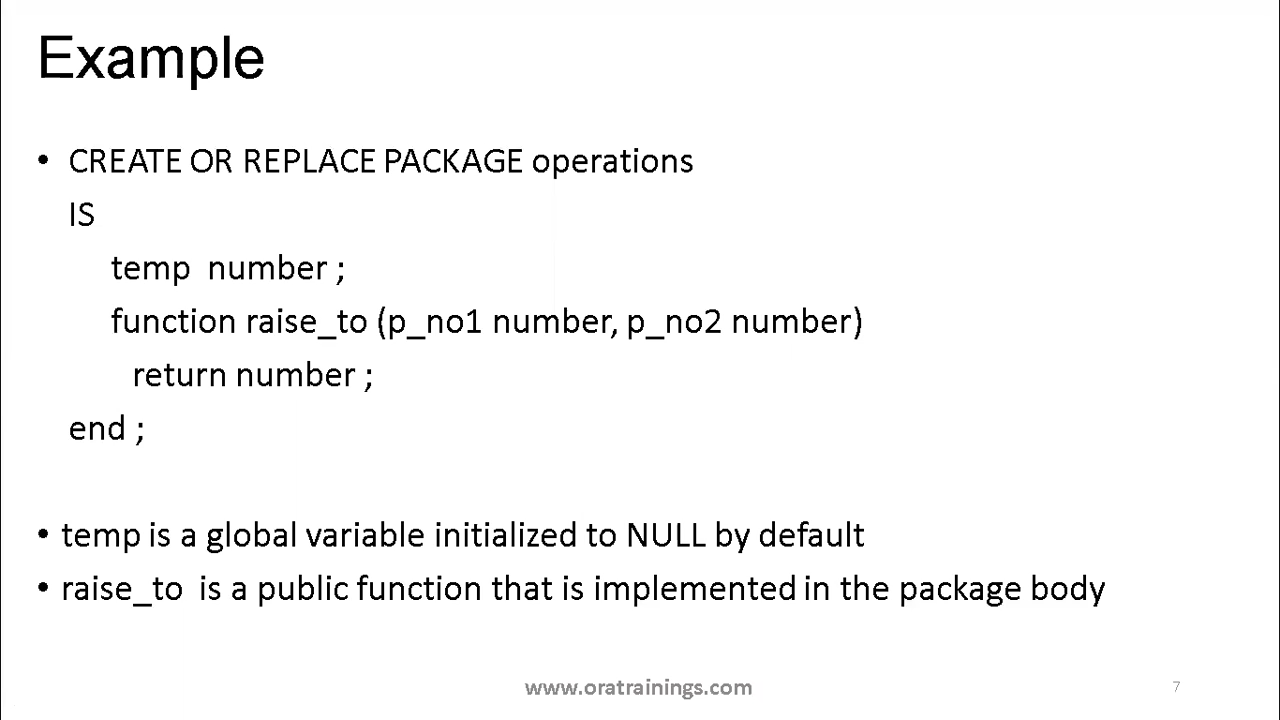 Example
• CREATE OR REPLACE PACKAGE operations
IS
temp number ;
function raise_to (p_no1 number, p_no2 number)
return number ;
end ;
• temp is a global variable initialized to NULL by default
• raise_to is a public function that is implemented in the package body
www.oratrainings.com
7